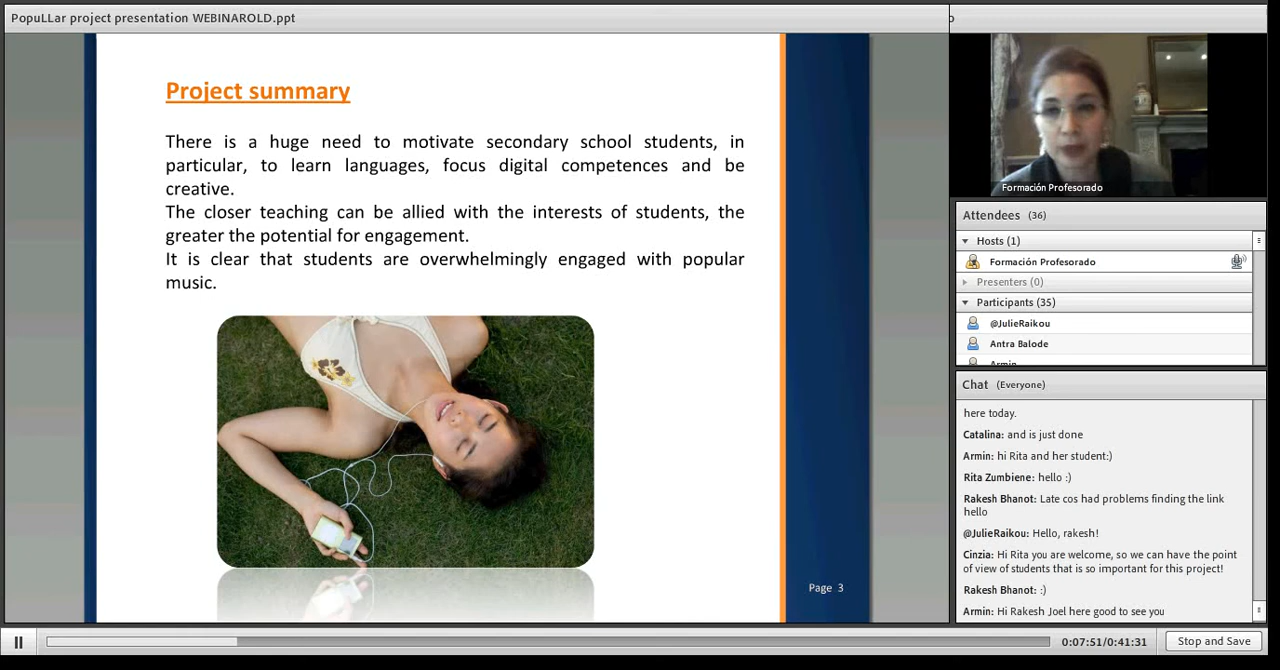 PopuLLar project presentation WEBINAROLD.ppt
Project summary
There is a huge need to motivate secondary school students, in
particular, to learn languages, focus digital competences and be
creative.
The closer teaching can be allied with the interests of students, the
greater the potential for engagement.
It is clear that students are overwhelmingly engaged with popular
music.
Page 3
Formación Profesorado
Attendees (36)
Hosts (1)
Formación Profesorado
Presenters (0)
Participants (35)
@JulieRaikou
Antra Balode
Armin
Chat (Everyone)
here today.
Catalina: and is just done
Armin: hi Rita and her student:)
Rita Zumbiene: hello :)
Rakesh Bhanot: Late cos had problems finding the link
hello
@JulieRaikou: Hello, rakesh!
Cinzia: Hi Rita you are welcome, so we can have the point
of view of students that is so important for this project!
Rakesh Bhanot: :)
Armin: Hi Rakesh Joel here good to see you
0:07:51/0:41:31
Stop and Save